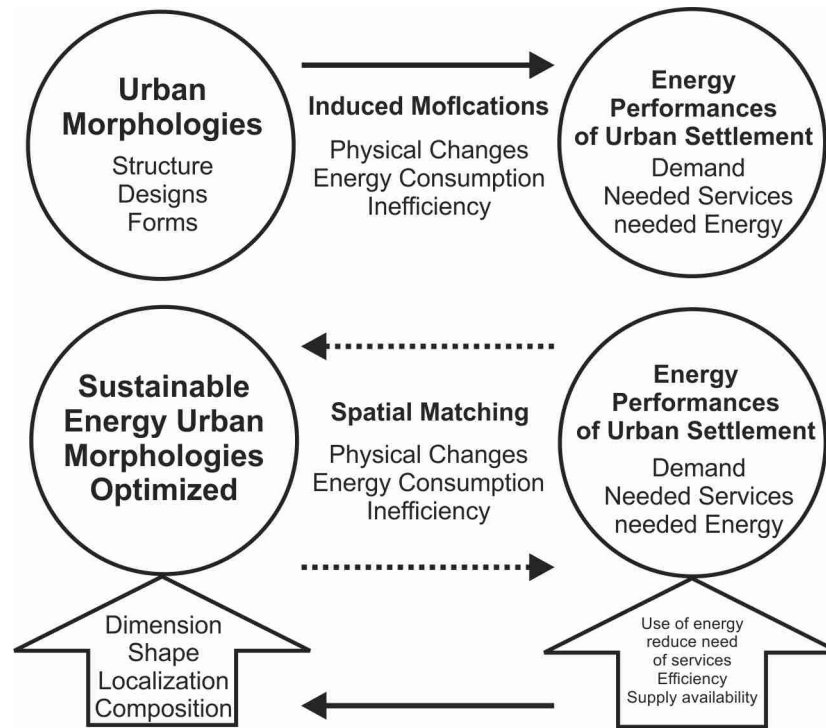 Urban
Morphologies
Structure
Designs
Forms
Induced Moflcations
Physical Changes
Energy Consumption
Inefficiency
Energy
Performances
of Urban Settlement
Demand
Needed Services
needed Energy
Sustainable
Energy Urban
Morphologies
Optimized
Spatial Matching
Physical Changes
Energy Consumption
Inefficiency
Energy
Performances
of Urban Settlement
Demand
Needed Services
needed Energy
Dimension
Shape
Localization
Composition
Use of energy
reduce need
of services
Efficiency
Supply availability